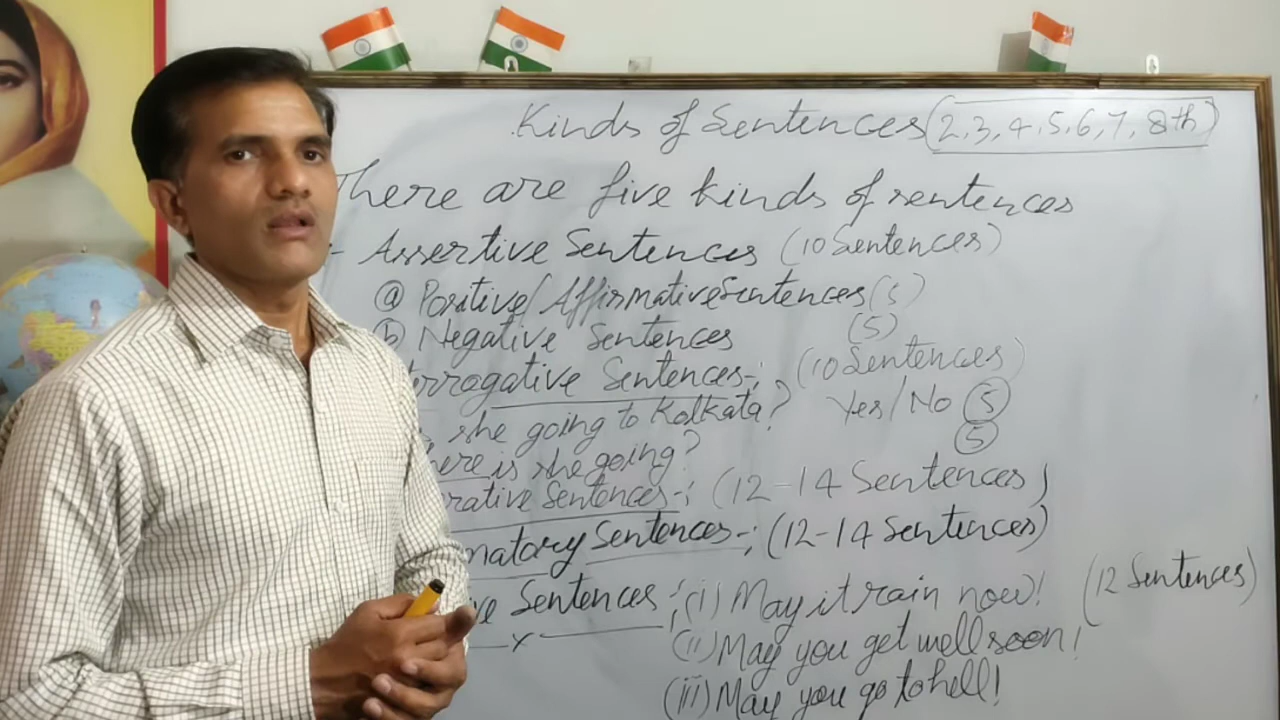 Kinds of Sentences (2,3,4,5,6,7,8th)
There are five kinds of sentences
- Assertive Sentences (10 Sentences)
(a) Positive/Affirmative Sentences (5)
(b) Negative Sentences (5)
errogative Sentences-: (10 Sentences)
she going to Kolkata? Yes/No (5)
here is she going? (5)
rative Sentences-: (12-14 Sentences)
matory Sentences-: (12-14 Sentences)
ve Sentences-: (i) May it rain now! (12 Sentences)
(ii) May you get well soon!
(iii) May you go to hell!